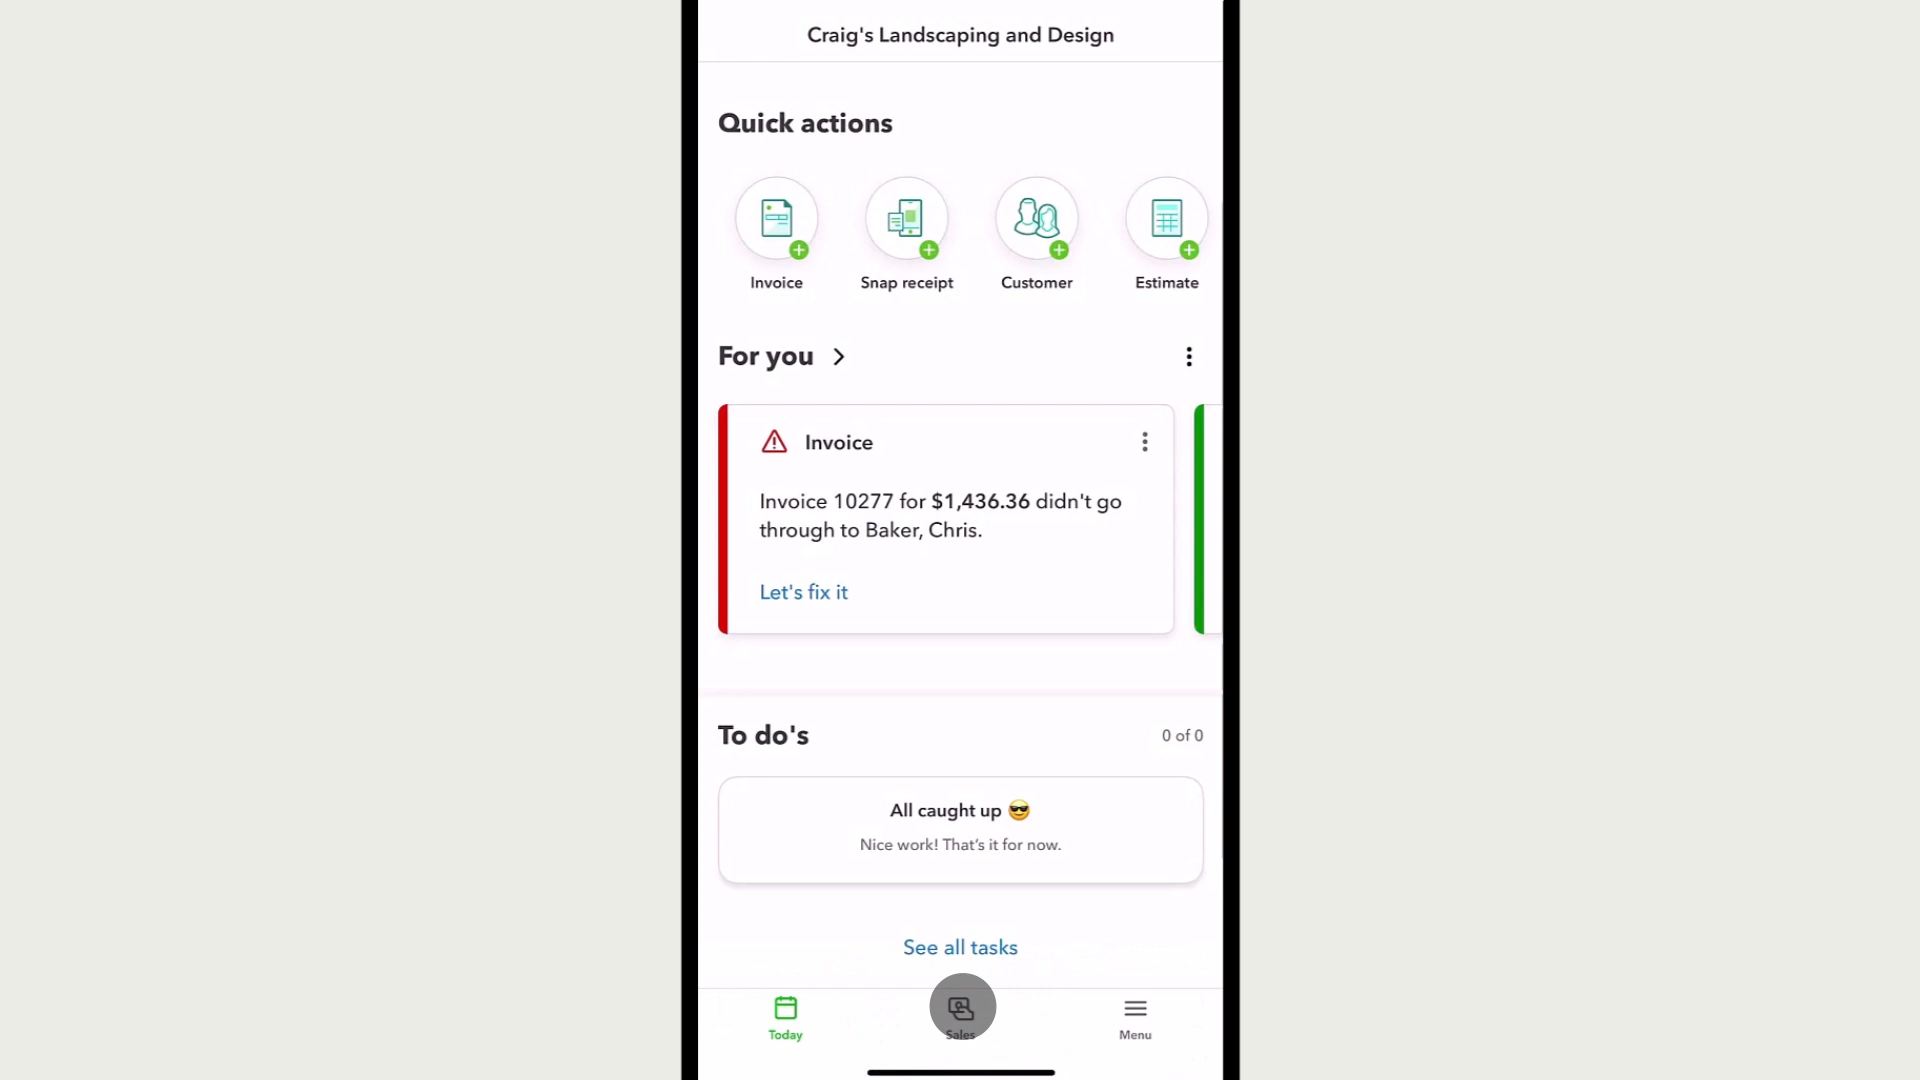 Craig's Landscaping and Design
Quick actions
Invoice
Snap receipt
Customer
Estimate
For you
Invoice
Invoice 10277 for $1,436.36 didn't go
through to Baker, Chris.
Let's fix it
To do's
0 of 0
All caught up 😎
Nice work! That’s it for now.
See all tasks
Today
Sales
Menu